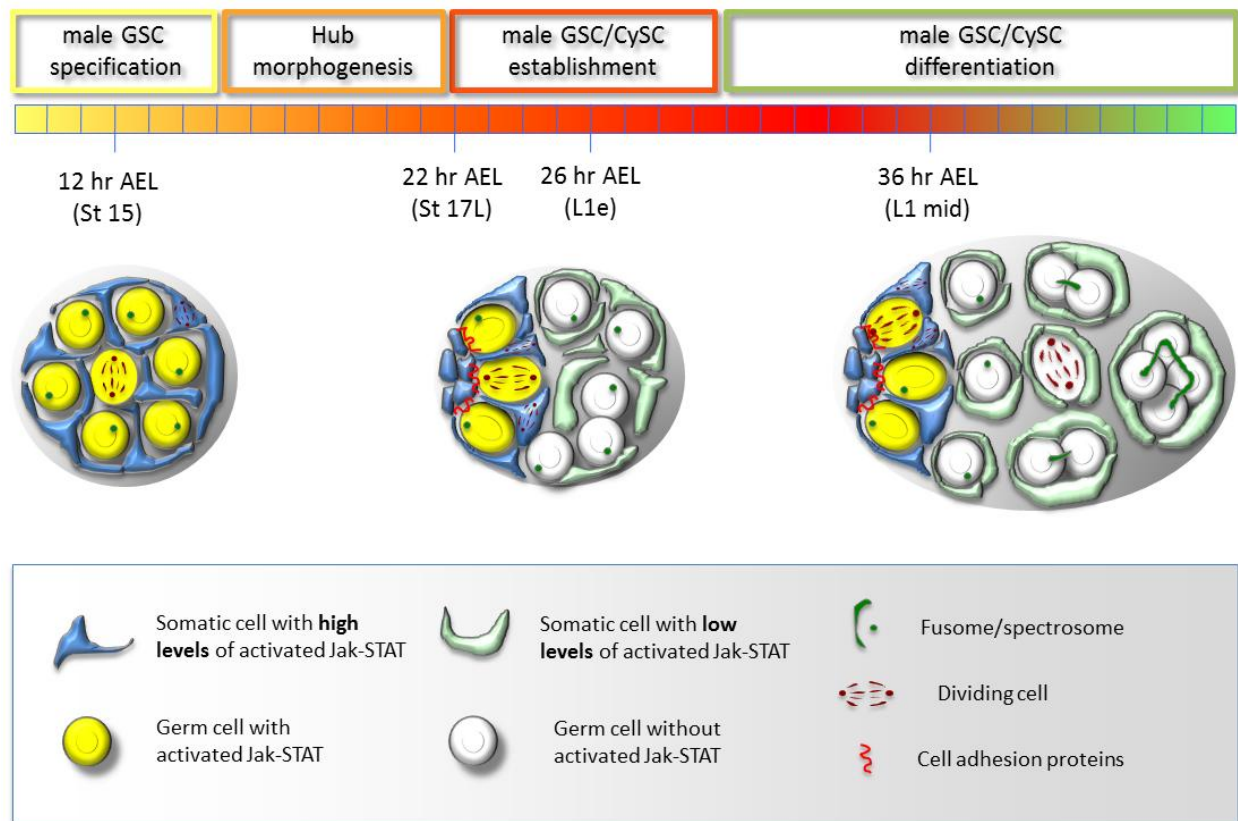 male GSC
specification
Hub
morphogenesis
male GSC/CySC
establishment
male GSC/CySC
differentiation
12 hr AEL
(St 15)
22 hr AEL
(St 17L)
26 hr AEL
(L1e)
36 hr AEL
(L1 mid)
Somatic cell with high
levels of activated Jak-STAT
Somatic cell with low
levels of activated Jak-STAT
Fusome/spectrosome
Dividing cell
Germ cell with
activated Jak-STAT
Germ cell without
activated Jak-STAT
Cell adhesion proteins